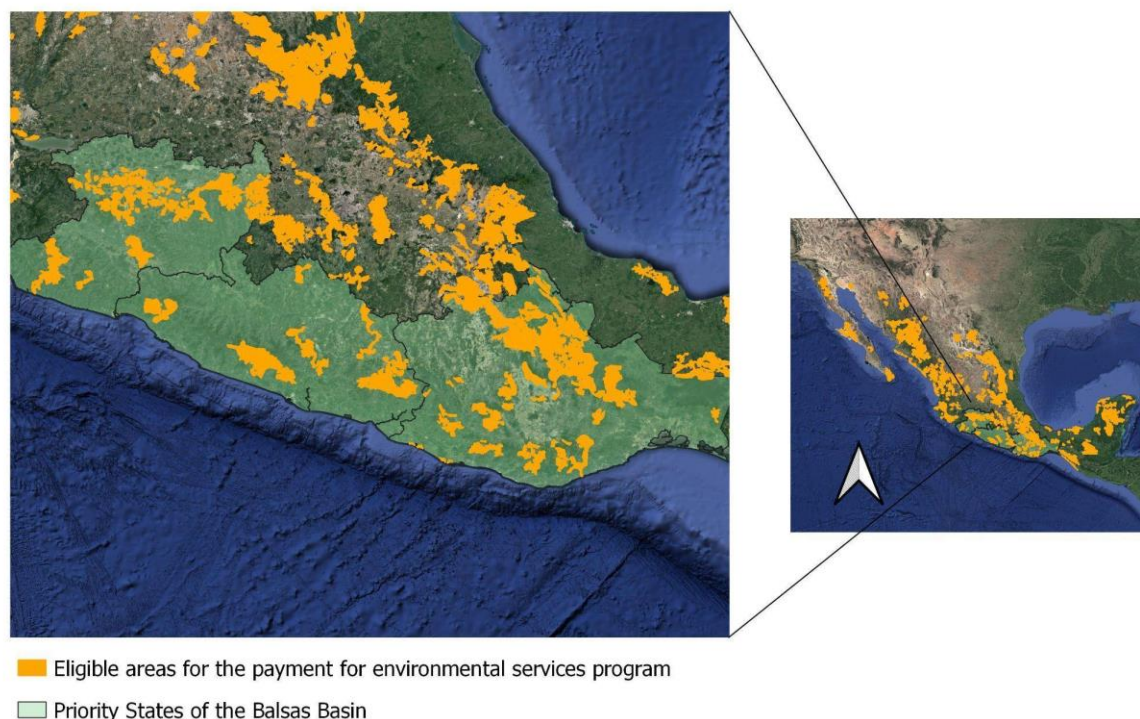 Eligible areas for the payment for environmental services program
Priority States of the Balsas Basin